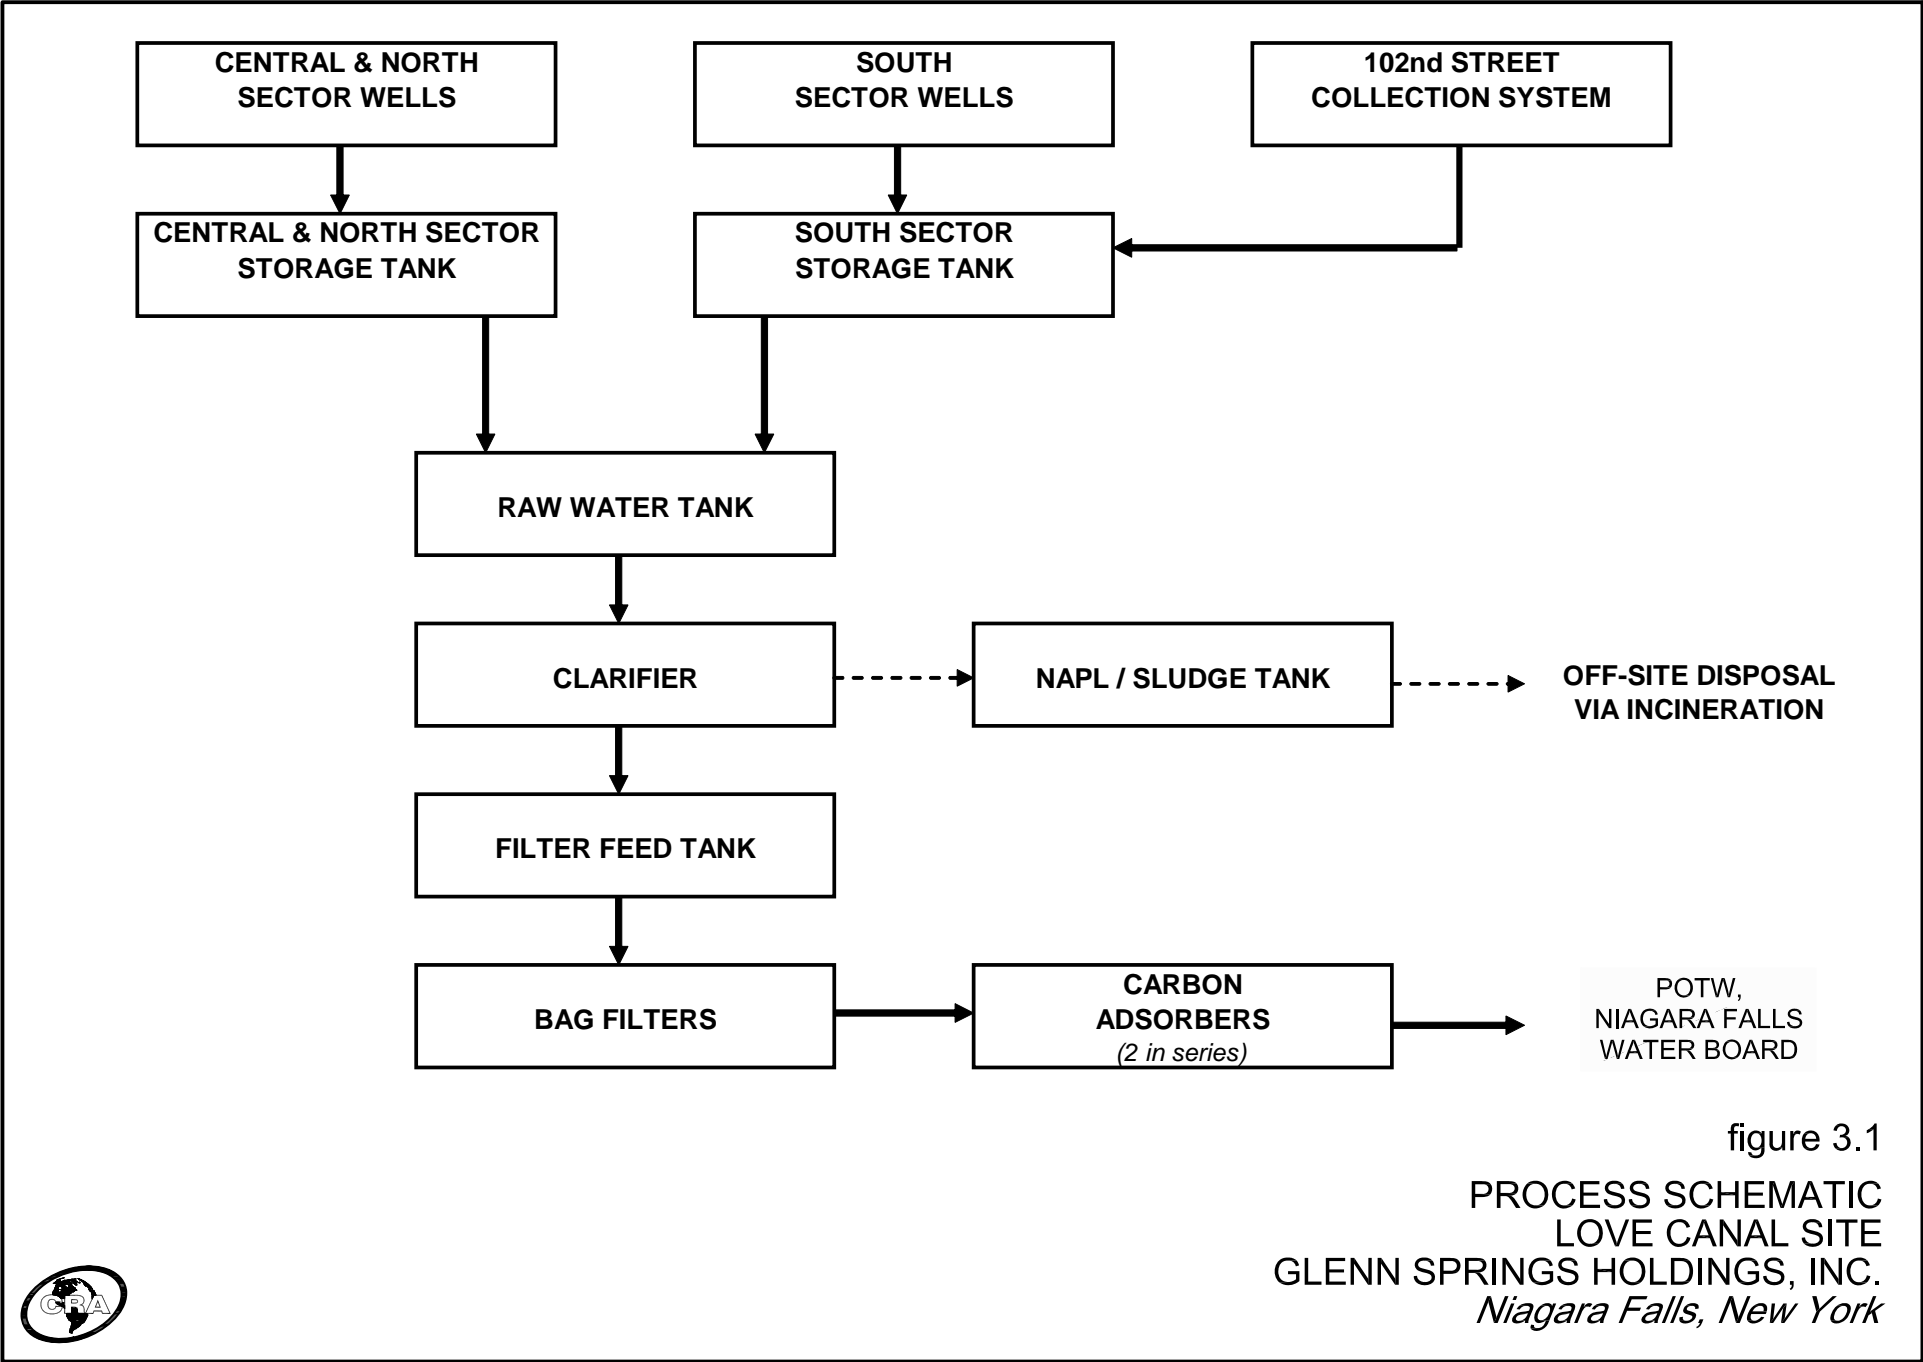 CENTRAL & NORTH
SECTOR WELLS
SOUTH
SECTOR WELLS
102nd STREET
COLLECTION SYSTEM
CENTRAL & NORTH SECTOR
STORAGE TANK
SOUTH SECTOR
STORAGE TANK
RAW WATER TANK
CLARIFIER
NAPL / SLUDGE TANK
OFF-SITE DISPOSAL
VIA INCINERATION
FILTER FEED TANK
BAG FILTERS
CARBON
ADSORBERS
(2 in series)
POTW,
NIAGARA FALLS
WATER BOARD
figure 3.1
PROCESS SCHEMATIC
LOVE CANAL SITE
GLENN SPRINGS HOLDINGS, INC.
Niagara Falls, New York
CRA